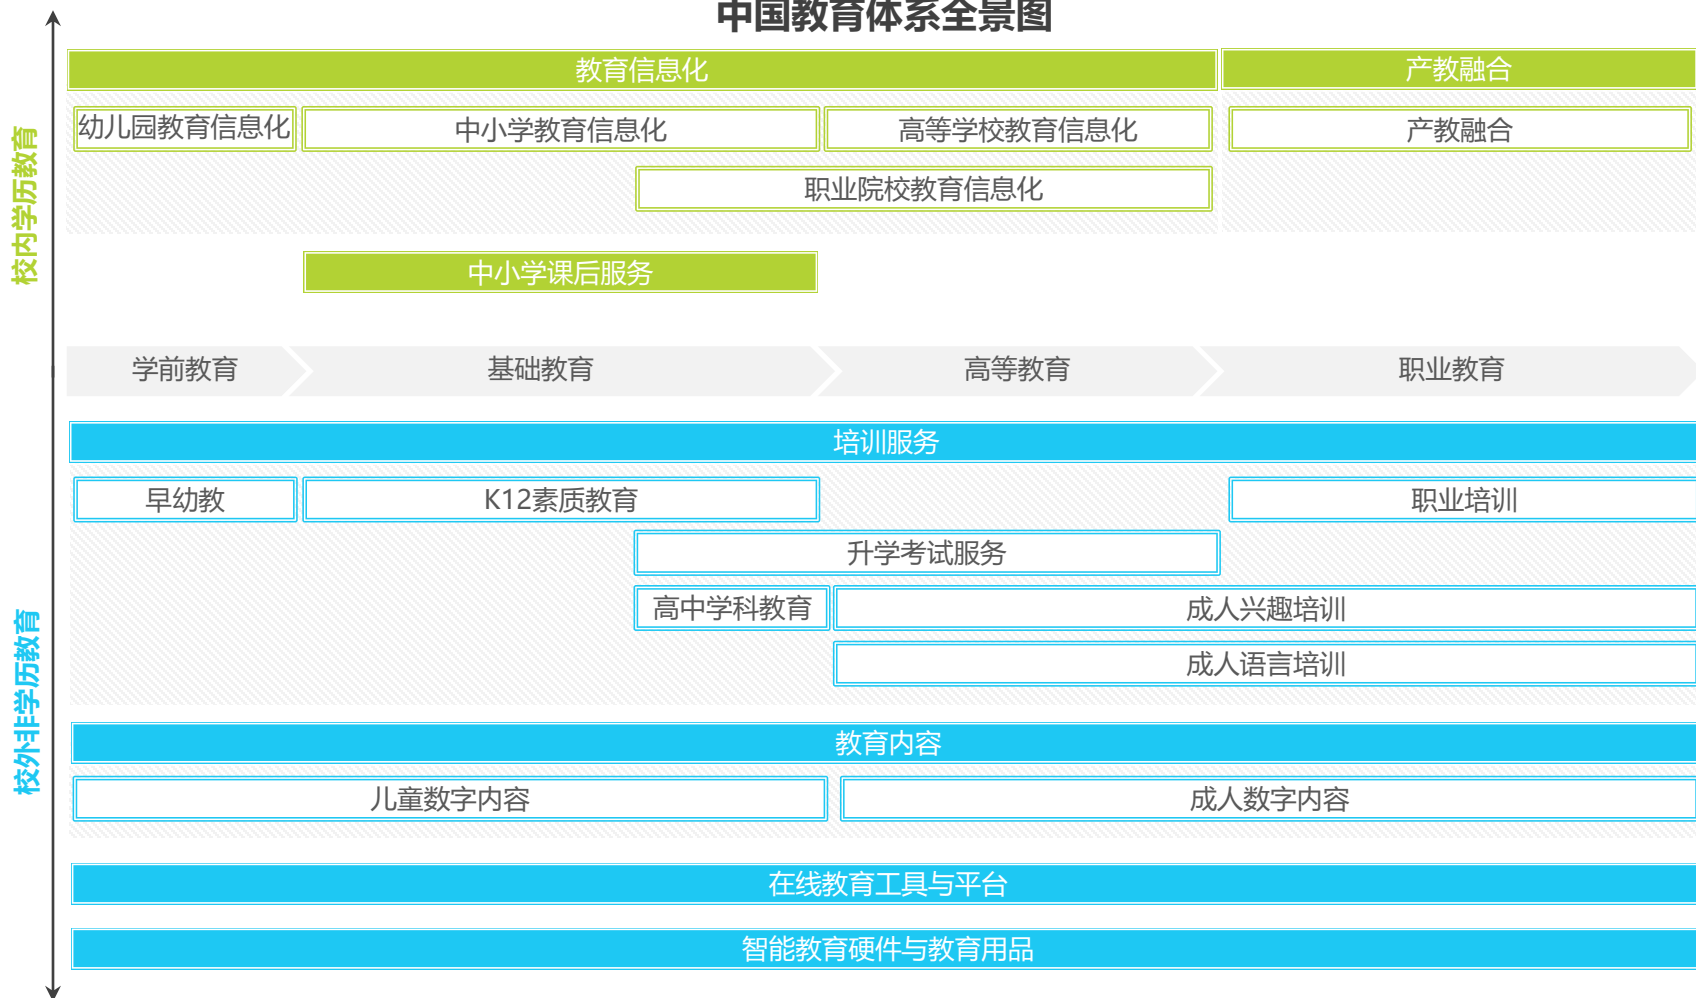 中国教育体系全景图
教育信息化
产教融合
幼儿园教育信息化
中小学教育信息化
高等学校教育信息化
产教融合
职业院校教育信息化
校内学历教育
中小学课后服务
学前教育
基础教育
高等教育
职业教育
培训服务
早幼教
K12素质教育
职业培训
升学考试服务
高中学科教育
成人兴趣培训
成人语言培训
校外非学历教育
教育内容
儿童数字内容
成人数字内容
在线教育工具与平台
智能教育硬件与教育用品